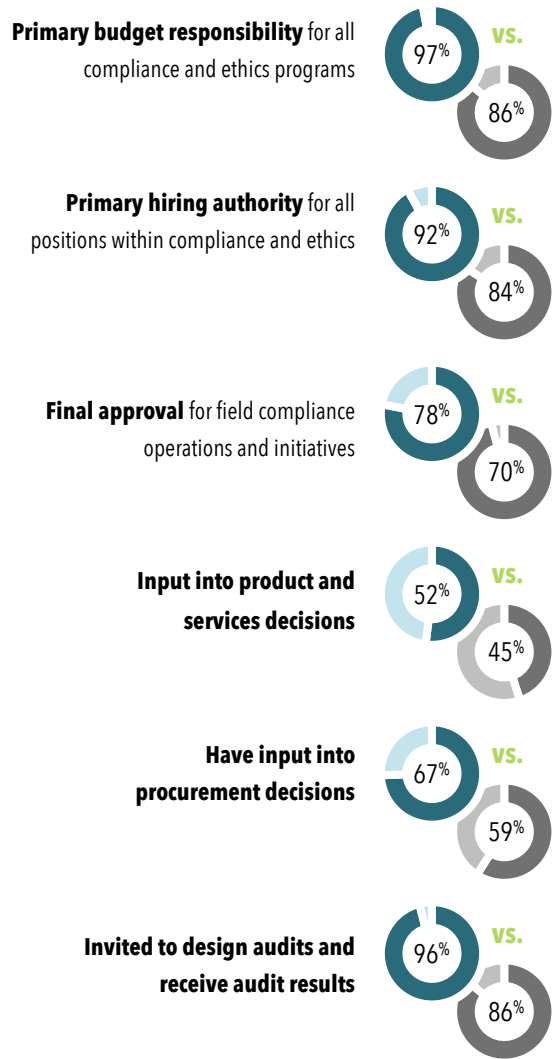 Primary budget responsibility for all
compliance and ethics programs
97%
vs.
86%
Primary hiring authority for all
positions within compliance and ethics
92%
vs.
84%
Final approval for field compliance
operations and initiatives
78%
vs.
70%
Input into product and
services decisions
52%
vs.
45%
Have input into
procurement decisions
67%
vs.
59%
Invited to design audits and
receive audit results
96%
vs.
86%